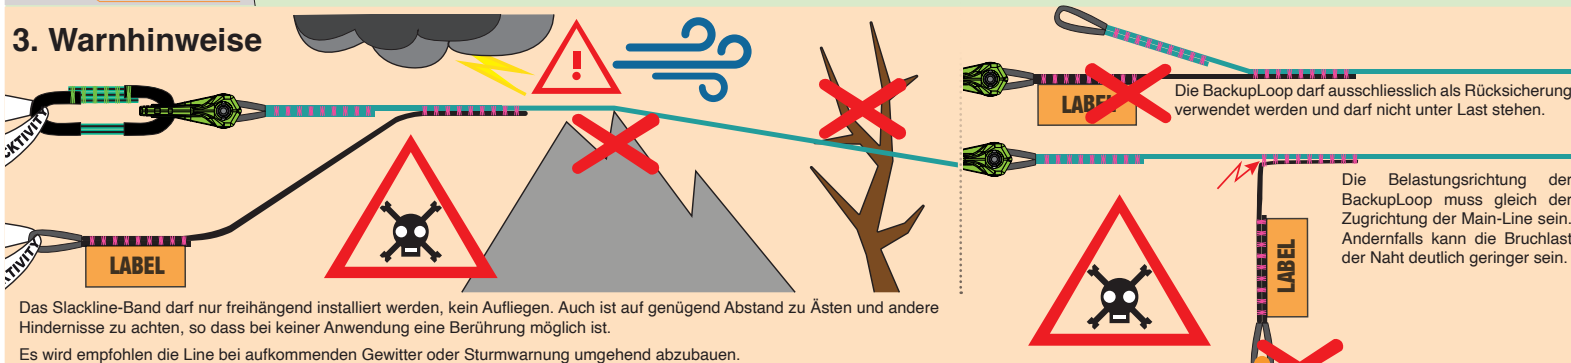 3. Warnhinweise
LABEL
Das Slackline-Band darf nur freihängend installiert werden, kein Aufliegen. Auch ist auf genügend Abstand zu Ästen und andere
Hindernisse zu achten, so dass bei keiner Anwendung eine Berührung möglich ist.
Es wird empfohlen die Line bei aufkommenden Gewitter oder Sturmwarnung umgehend abzubauen.
LABEL
Die BackupLoop darf ausschliesslich als Rücksicherung
verwendet werden und darf nicht unter Last stehen.
Die Belastungsrichtung der
BackupLoop muss gleich der
Zugrichtung der Main-Line sein.
Andernfalls kann die Bruchlast
der Naht deutlich geringer sein.
LABEL